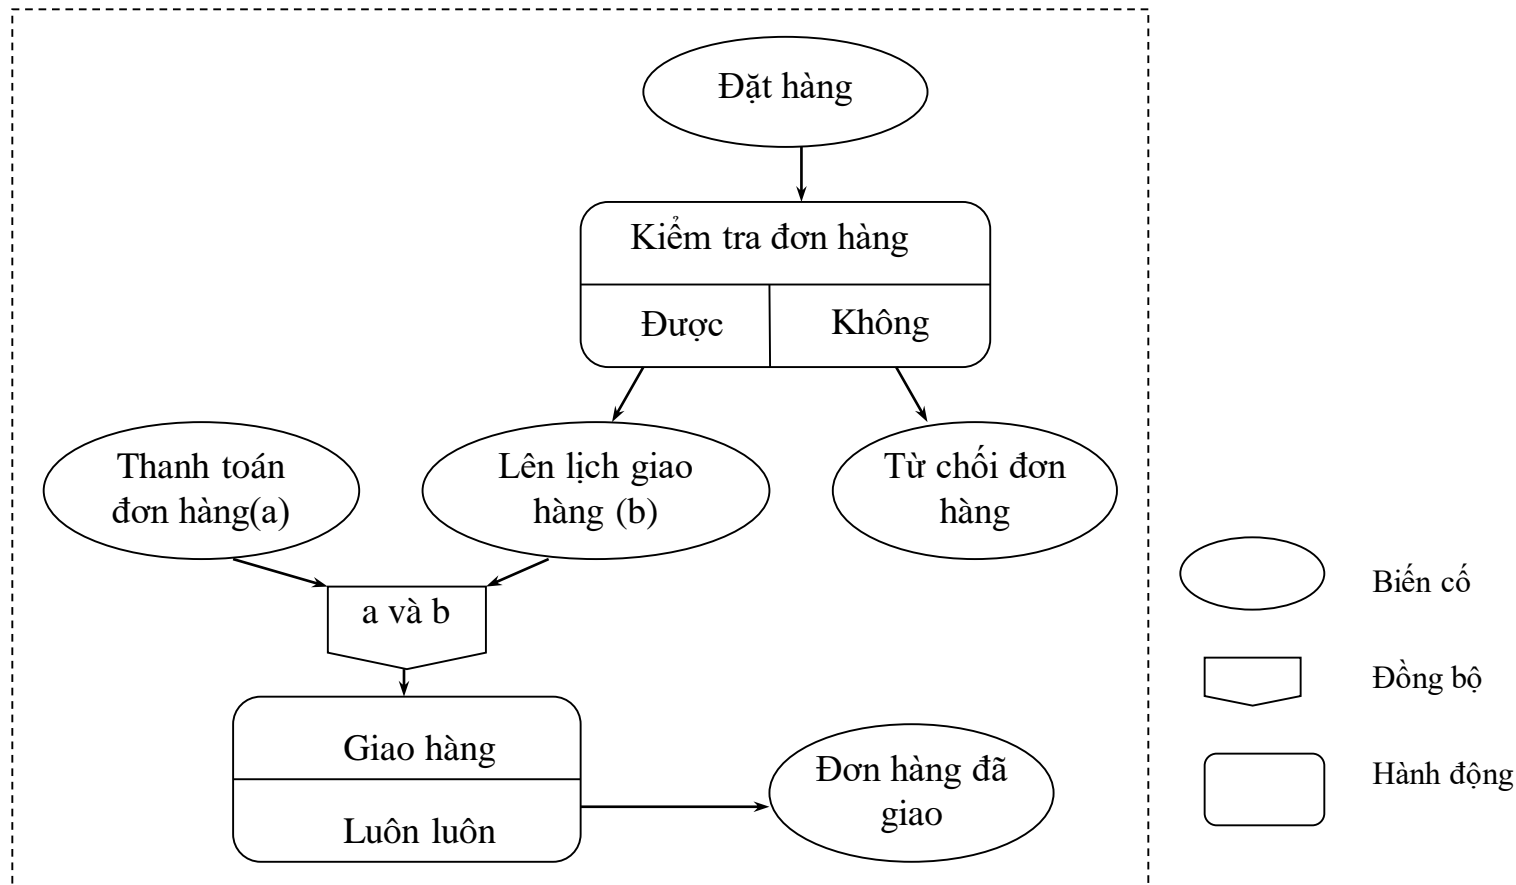 Đặt hàng
Kiểm tra đơn hàng
Được
Không
Thanh toán
đơn hàng(a)
Lên lịch giao
hàng (b)
Từ chối đơn
hàng
a và b
Giao hàng
Luôn luôn
Đơn hàng đã
giao
Biến cố
Đồng bộ
Hành động